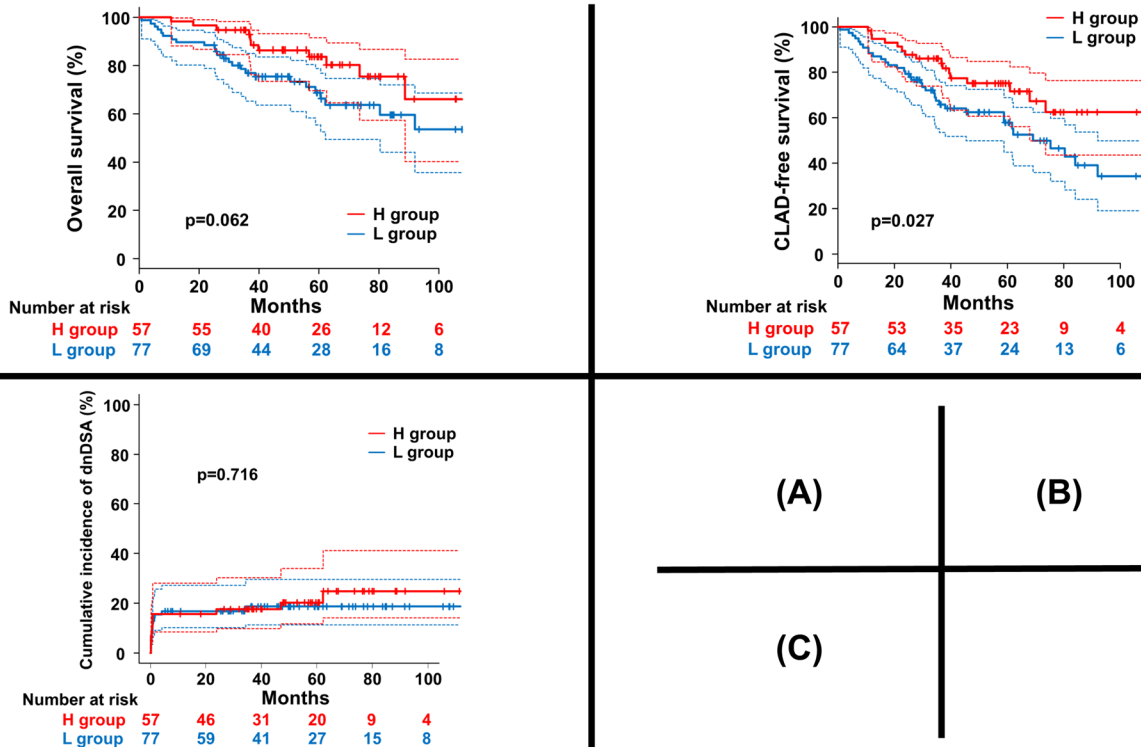 Overall survival (%)
100
80
60
40
20
0
p=0.062
H group
L group
0 20 40 60 80 100
Months
Number at risk
H group 57 55 40 26 12 6
L group 77 69 44 28 16 8
CLAD-free survival (%)
100
80
60
40
20
0
H group
L group
p=0.027
0 20 40 60 80 100
Months
Number at risk
H group 57 53 35 23 9 4
L group 77 64 37 24 13 6
Cumulative incidence of dnDSA (%)
100
80
60
40
20
0
H group
L group
p=0.716
0 20 40 60 80 100
Months
Number at risk
H group 57 46 31 20 9 4
L group 77 59 41 27 15 8
(A) (B)
(C)